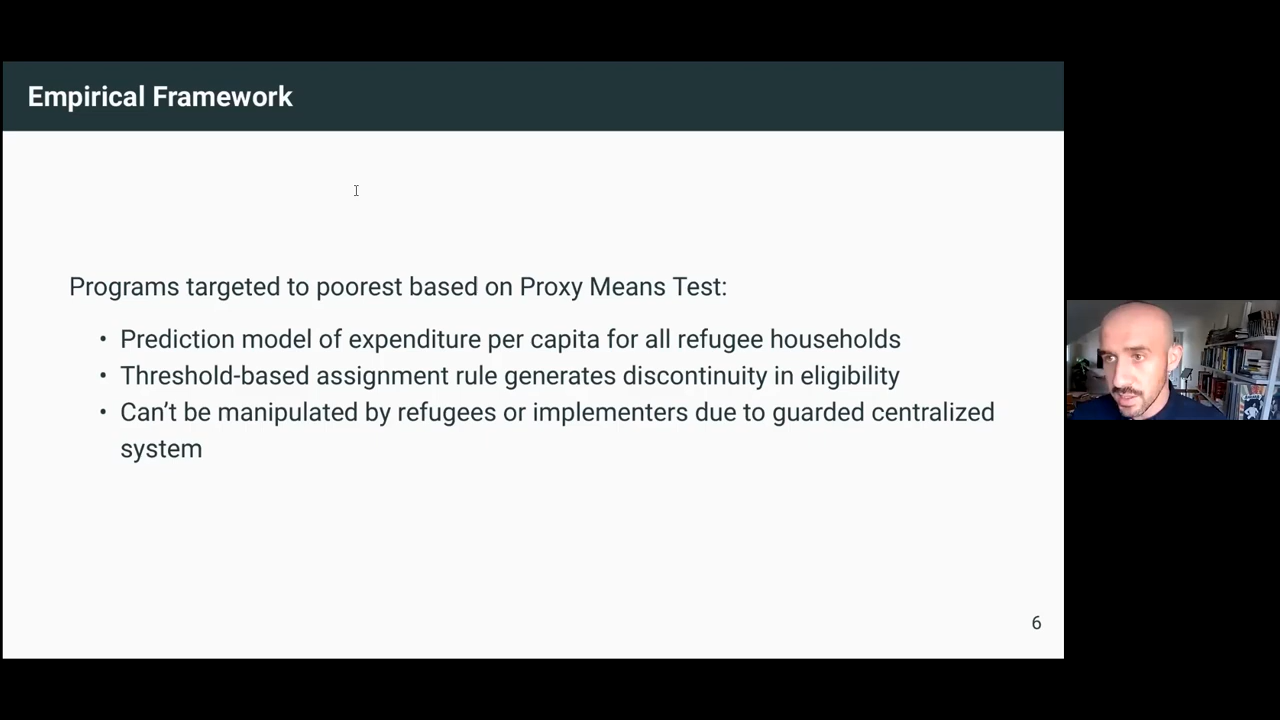 Empirical Framework
Programs targeted to poorest based on Proxy Means Test:
• Prediction model of expenditure per capita for all refugee households
• Threshold-based assignment rule generates discontinuity in eligibility
• Can’t be manipulated by refugees or implementers due to guarded centralized
system
6